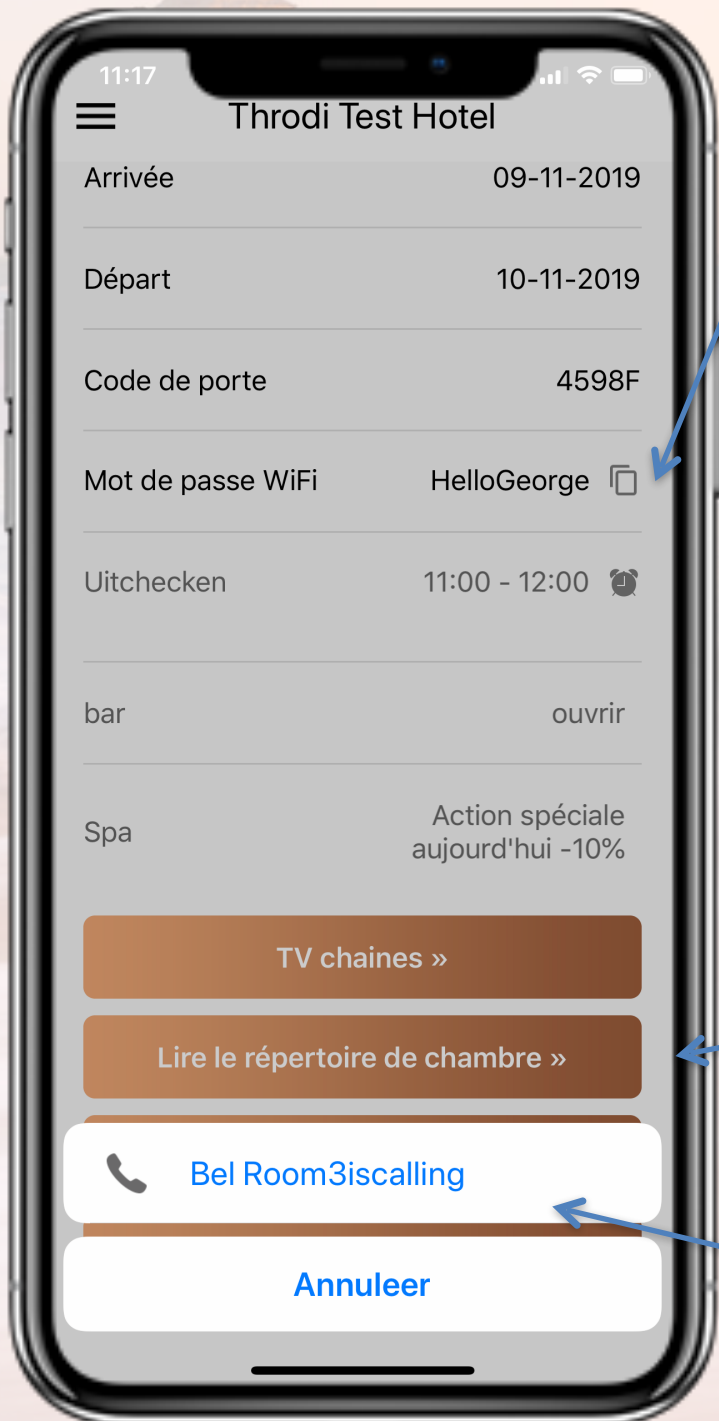 11:17
Throdi Test Hotel
Arrivée 09-11-2019
Départ 10-11-2019
Code de porte 4598F
Mot de passe WiFi HelloGeorge
Uitchecken 11:00 - 12:00
bar ouvrir
Spa Action spéciale
aujourd'hui -10%
TV chaines »
Lire le répertoire de chambre »
Bel Room3iscalling
Annuleer